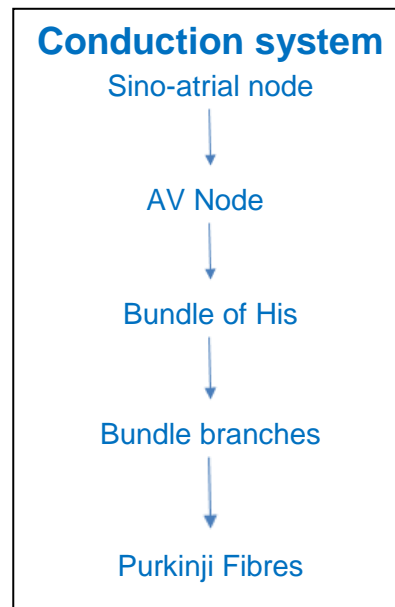 Conduction system
Sino-atrial node
AV Node
Bundle of His
Bundle branches
Purkinji Fibres